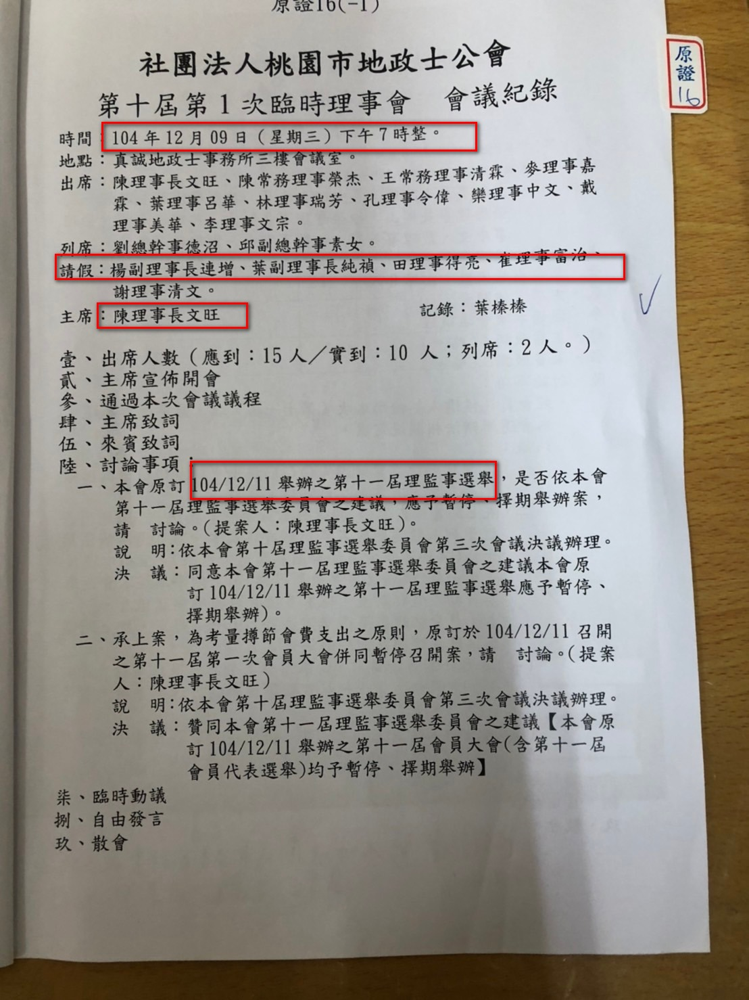 原證16(-1)
原證16
社團法人桃園市地政士公會
第十屆第1次臨時理事會　會議紀錄
時間：104年12月09日（星期三）下午7時整。
地點：真誠地政士事務所三樓會議室。
出席：陳理事長文旺、陳常務理事榮杰、王常務理事清霖、麥理事嘉
霖、葉理事呂華、林理事瑞芳、孔理事令偉、欒理事中文、戴
理事美華、李理事文宗。
列席：劉總幹事德沼、邱副總幹事素女。
請假：楊副理事長連增、葉副理事長純禎、田理事得亮、崔理事富治、
謝理事清文。
主席：陳理事長文旺　記錄：葉榛榛
壹、出席人數（應到：15人／實到：10 人；列席：2人。）
貳、主席宣佈開會
參、通過本次會議議程
肆、主席致詞
伍、來賓致詞
陸、討論事項：
一、本會原訂104/12/11舉辦之第十一屆理監事選舉，是否依本會
第十一屆理監事選舉委員會之建議，應予暫停、擇期舉辦案，
請　討論。(提案人：陳理事長文旺)。
說　明：依本會第十屆理監事選舉委員會第三次會議決議辦理。
決　議：同意本會第十一屆理監事選舉委員會之建議本會原
訂104/12/11舉辦之第十一屆理監事選舉應予暫停、
擇期舉辦)。
二、承上案，為考量撙節會費支出之原則，原訂於104/12/11召開
之第十一屆第一次會員大會併同暫停召開案，請　討論。(提案
人：陳理事長文旺)
說　明：依本會第十屆理監事選舉委員會第三次會議決議辦理。
決　議：贊同本會第十一屆理監事選舉委員會之建議【本會原
訂104/12/11舉辦之第十一屆會員大會(含第十一屆
會員代表選舉)均予暫停、擇期舉辦】
柒、臨時動議
捌、自由發言
玖、散會